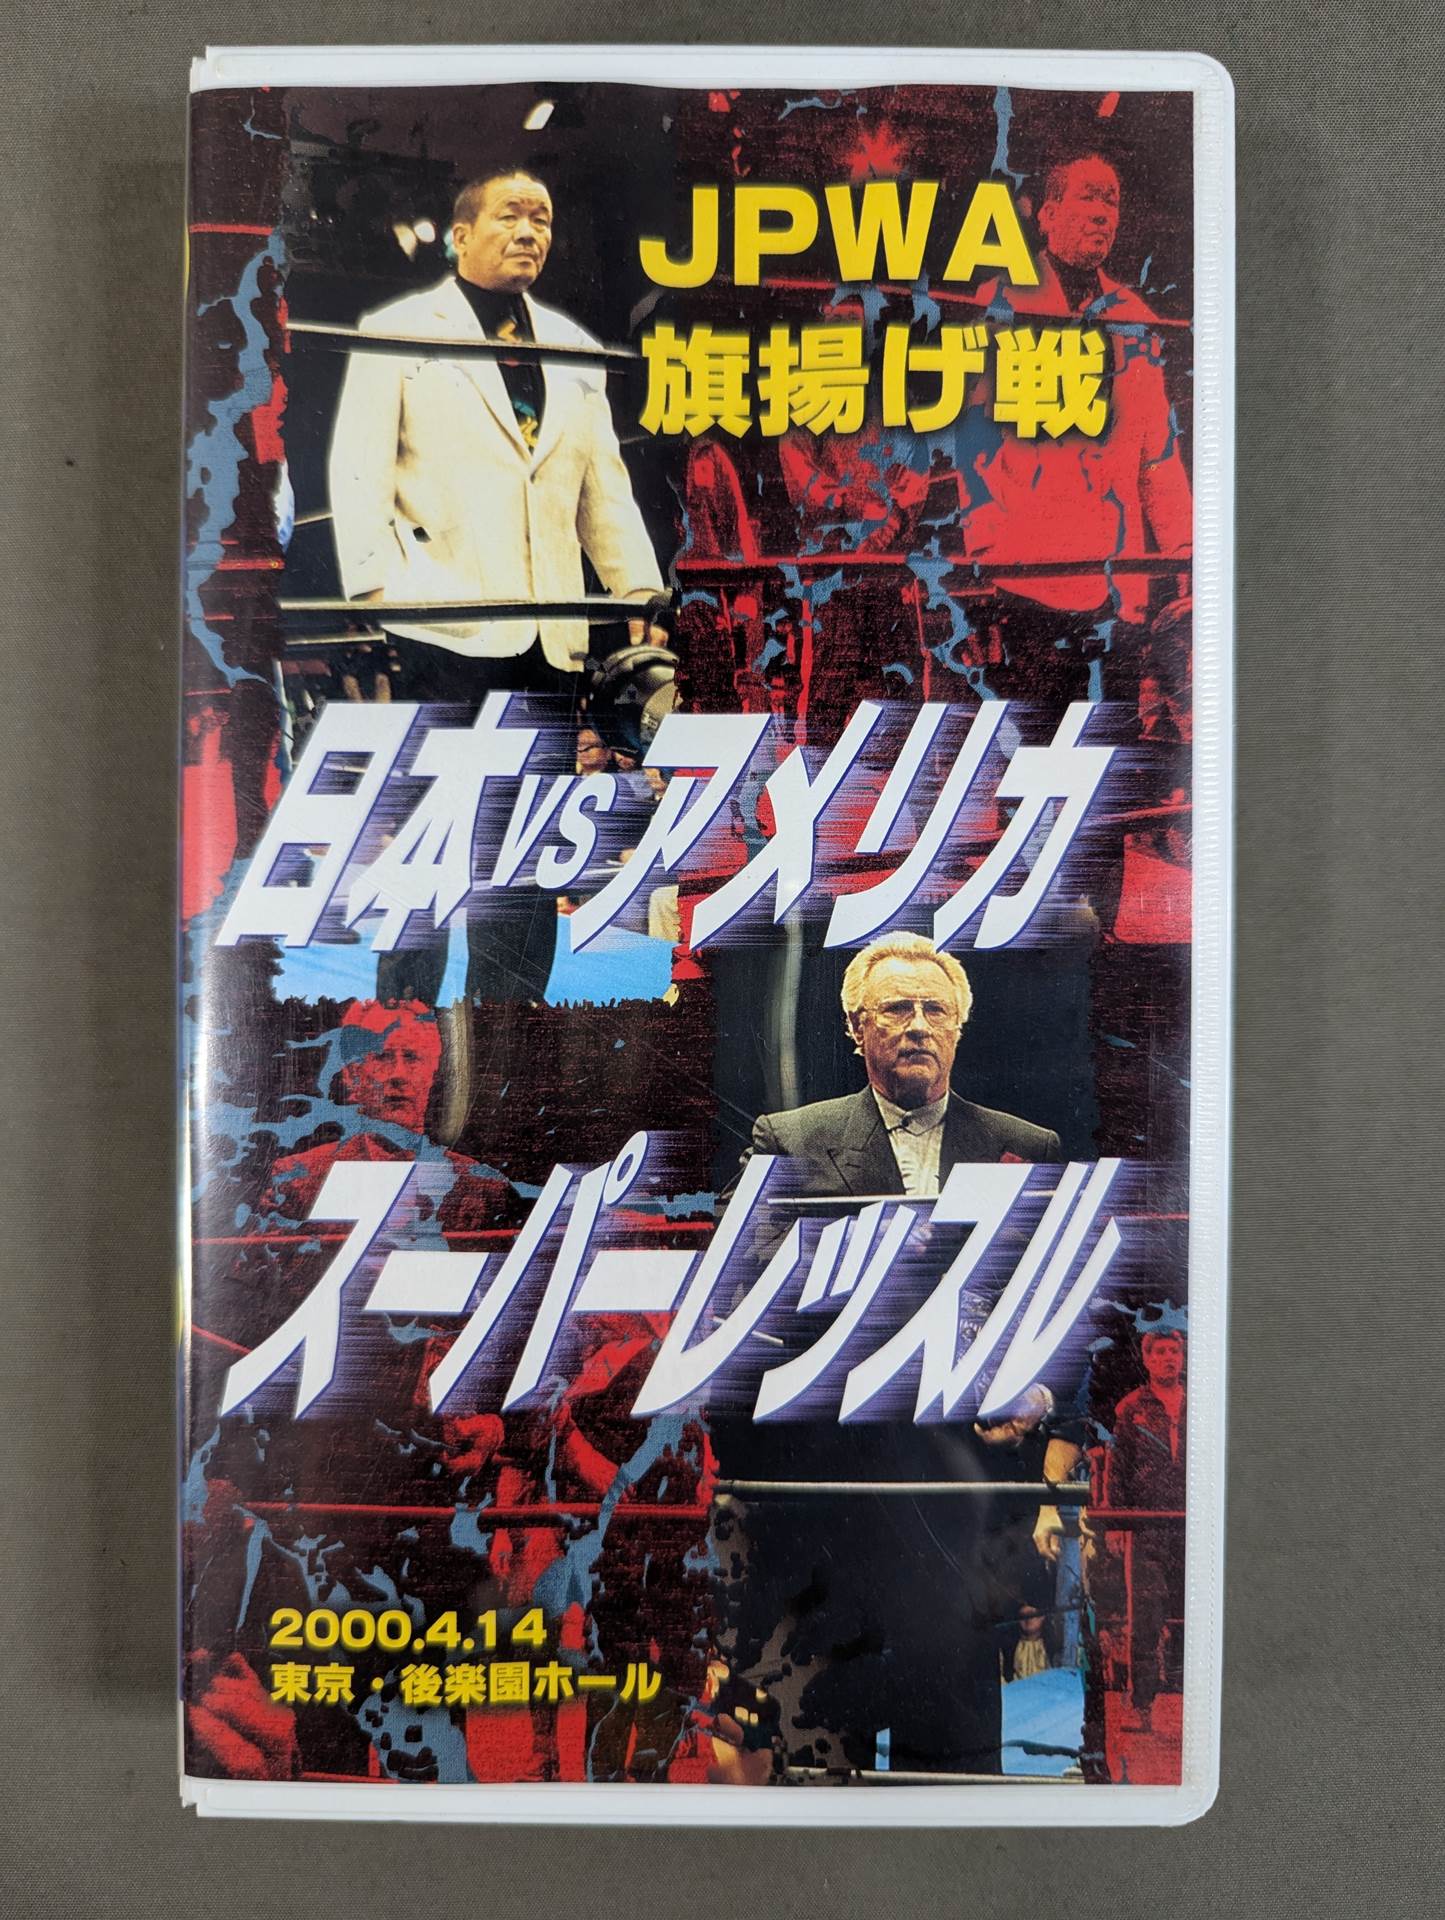 JPWA
旗揚げ戦
日本vsアメリカ
スーパーレッスル
2000.4.14
東京・後楽園ホール